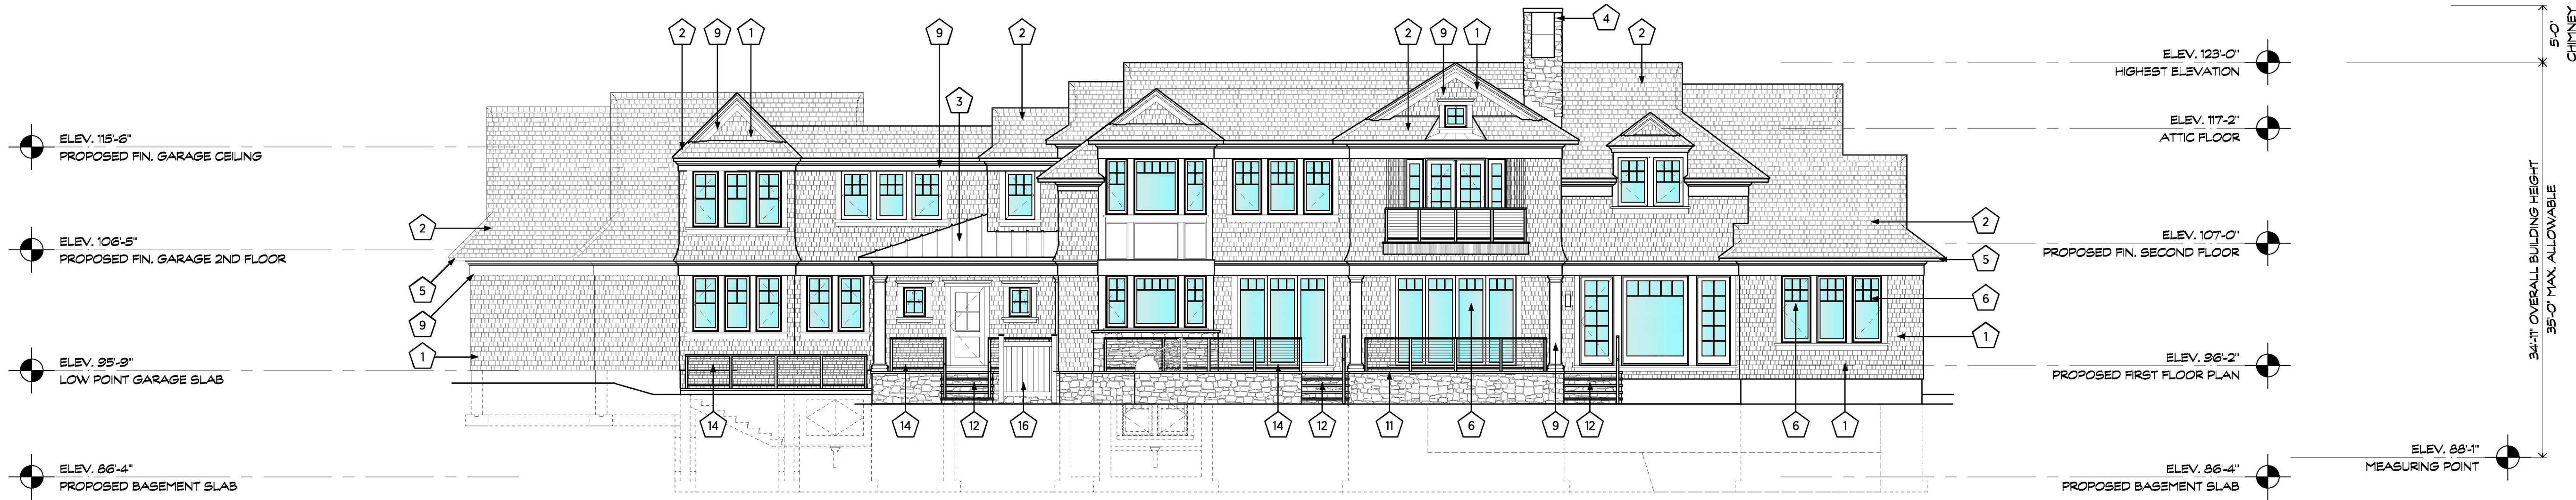 2
9
1
9
2
3
2
9
1
4
2
2
5
9
1
14
14
12
16
14
12
11
6
9
12
6
1
2
5
6
1
ELEV. 115'-6"
PROPOSED FIN. GARAGE CEILING
ELEV. 106'-5"
PROPOSED FIN. GARAGE 2ND FLOOR
ELEV. 95'-9"
LOW POINT GARAGE SLAB
ELEV. 86'-4"
PROPOSED BASEMENT SLAB
ELEV. 123'-0"
HIGHEST ELEVATION
ELEV. 117'-2"
ATTIC FLOOR
ELEV. 107'-0"
PROPOSED FIN. SECOND FLOOR
ELEV. 96'-2"
PROPOSED FIRST FLOOR PLAN
ELEV. 86'-4"
PROPOSED BASEMENT SLAB
ELEV. 88'-1"
MEASURING POINT
5'-0"
CHIMNEY
34'-11" OVERALL BUILDING HEIGHT
35'-0" MAX. ALLOWABLE